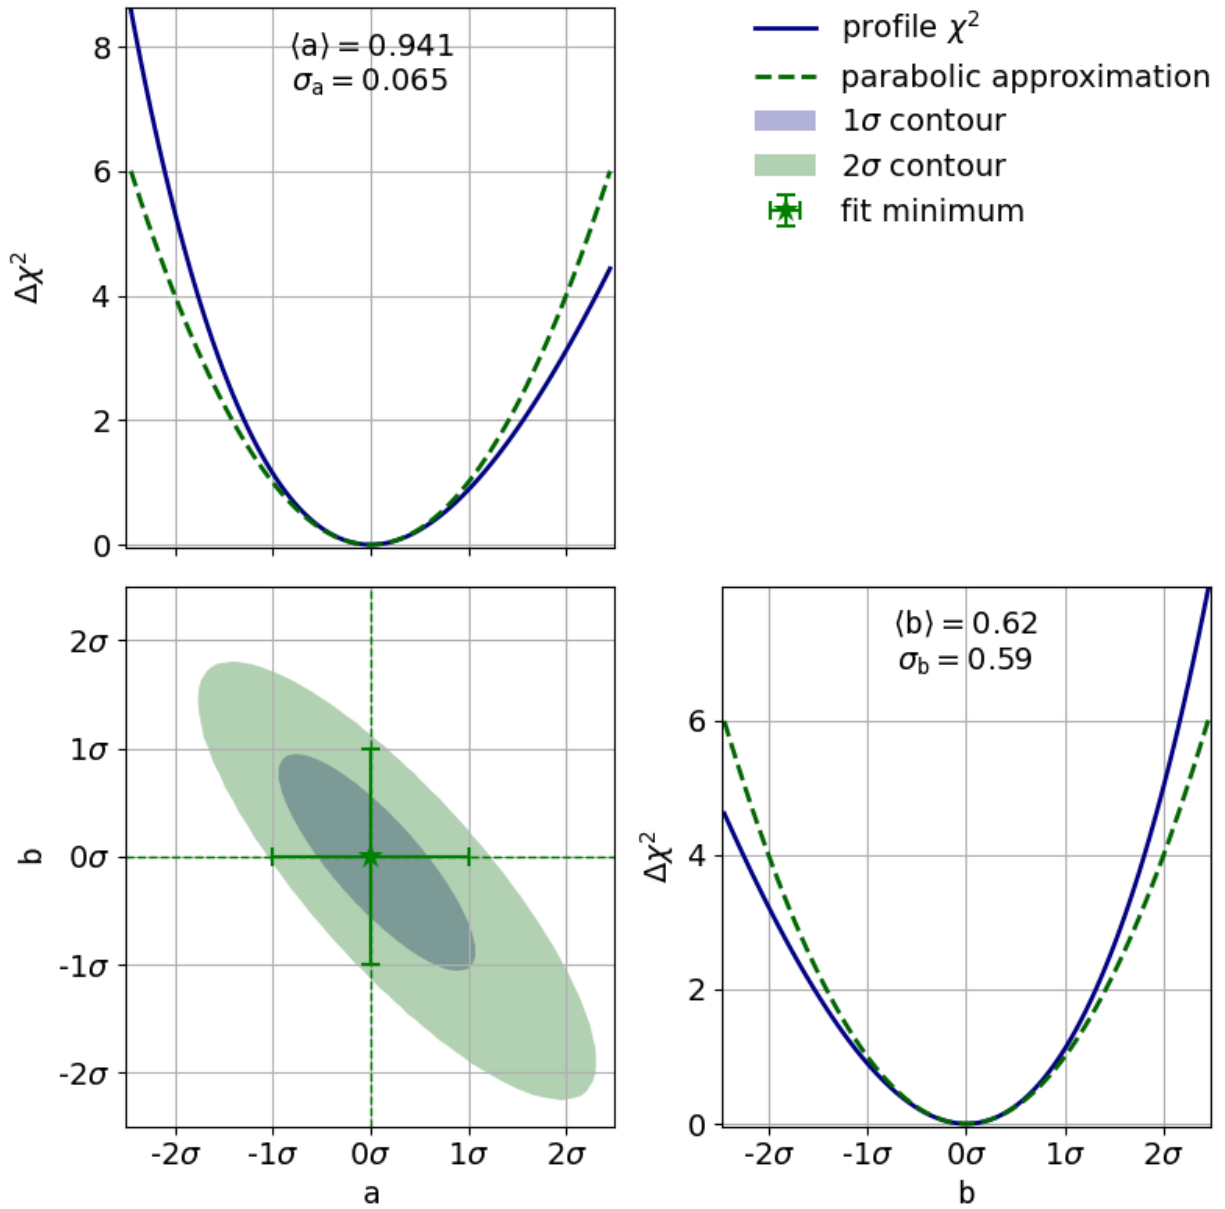 ⟨a⟩ = 0.941
σa = 0.065
8
6
4
2
0
Δχ²
profile χ²
parabolic approximation
1σ contour
2σ contour
fit minimum
2σ
1σ
0σ
-1σ
-2σ
b
-2σ -1σ 0σ 1σ 2σ
a
⟨b⟩ = 0.62
σb = 0.59
6
4
2
0
Δχ²
-2σ -1σ 0σ 1σ 2σ
b